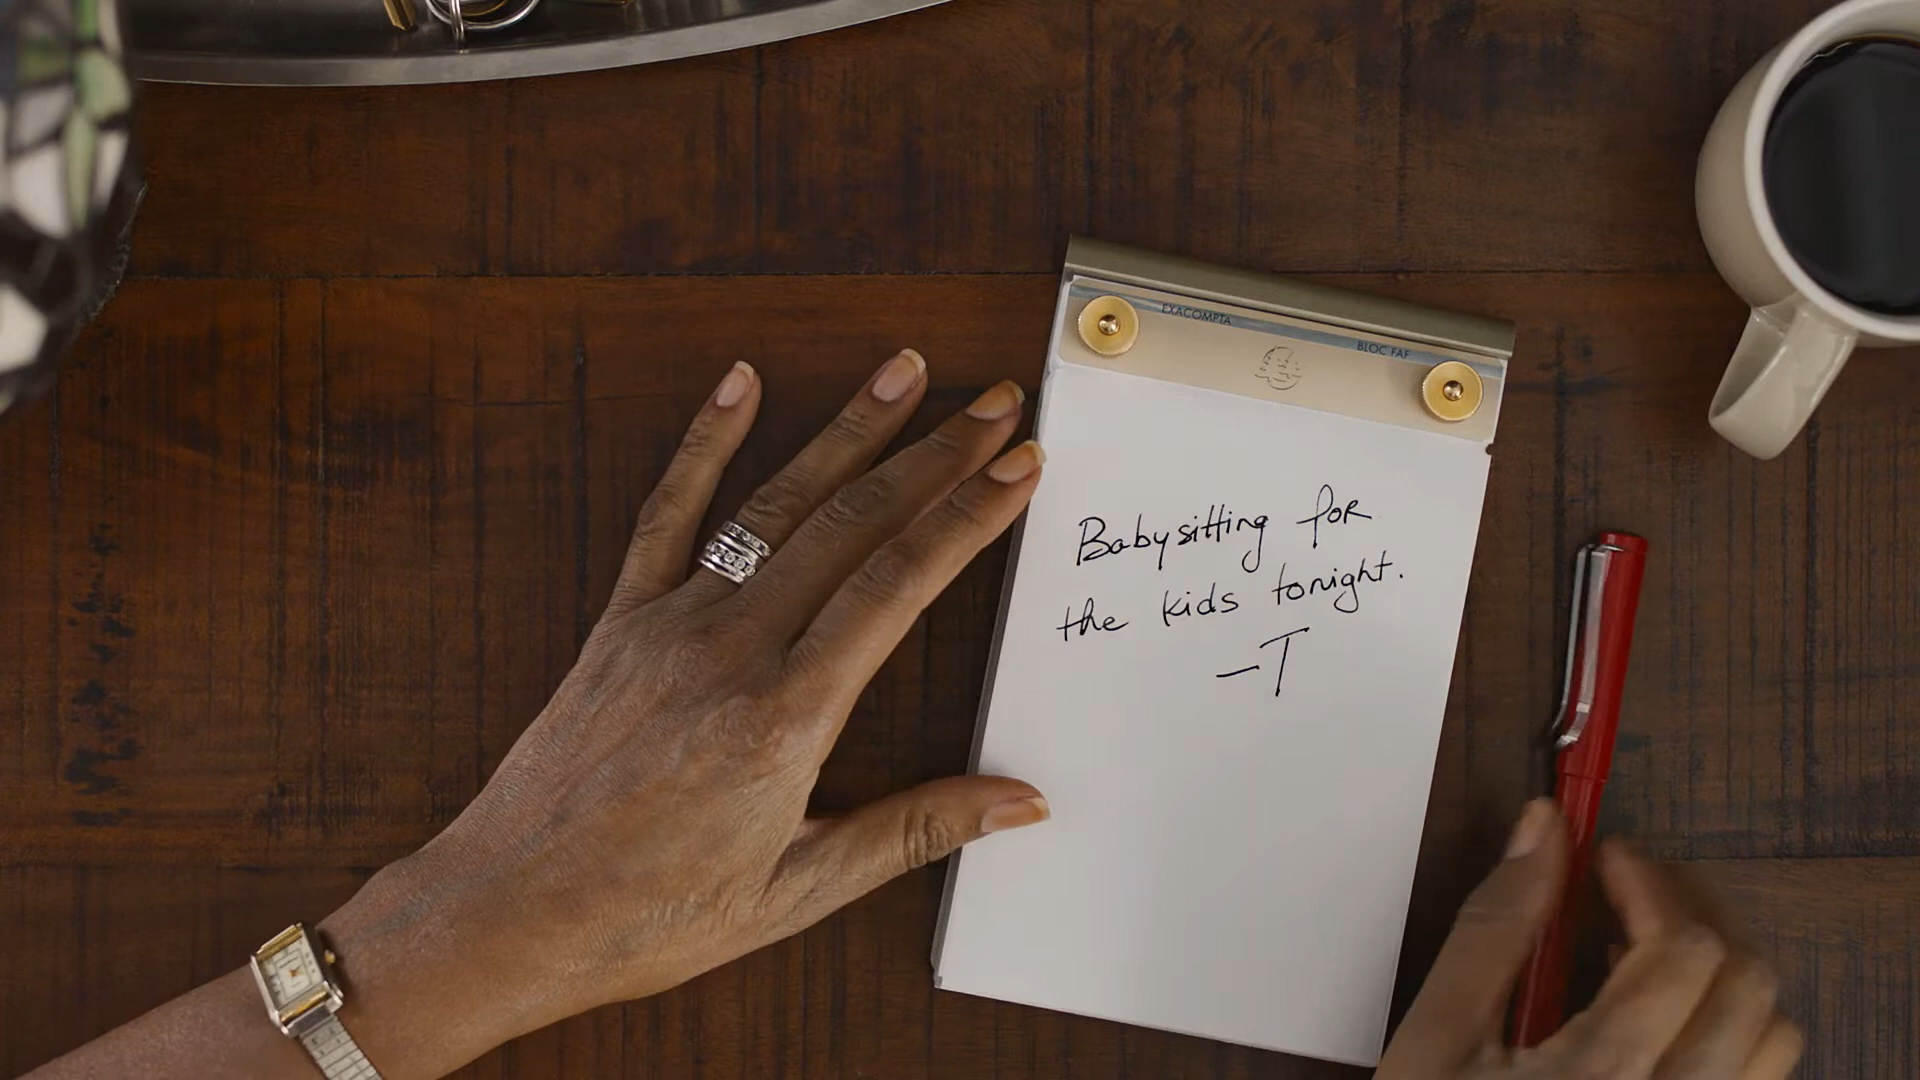 EXACOMPTA
BLOC FAF
Babysitting for
the kids tonight.
-T